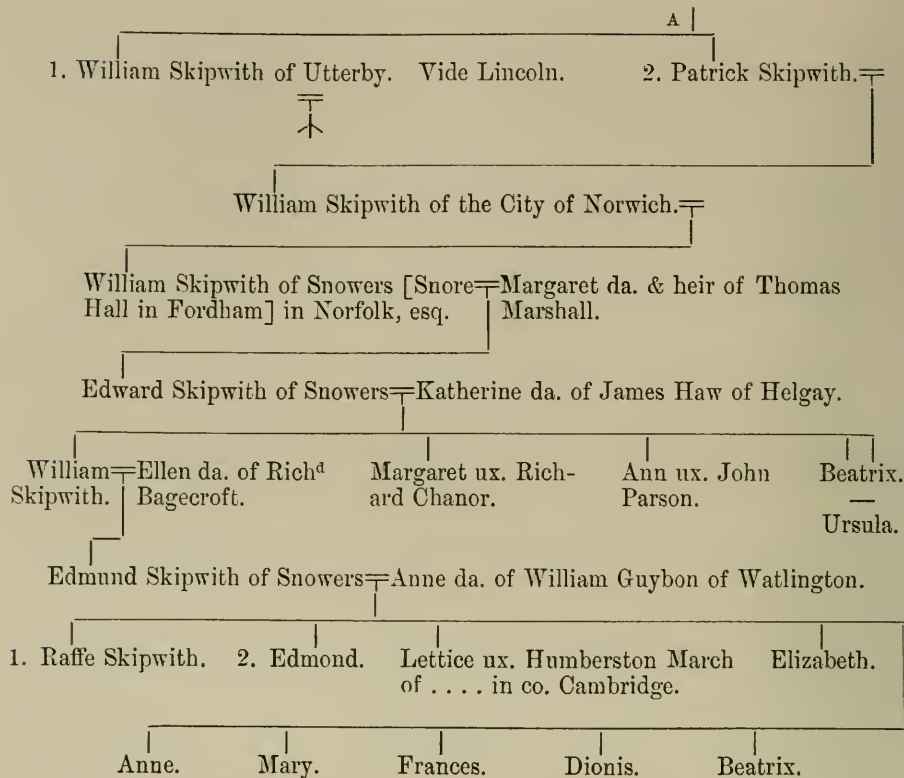 A
1. William Skipwith of Utterby. Vide Lincoln. 2. Patrick Skipwith.
William Skipwith of the City of Norwich.
William Skipwith of Snowers [Snore Margaret da. & heir of Thomas
Hall in Fordham] in Norfolk, esq. Marshall.
Edward Skipwith of Snowers Katherine da. of James Haw of Helgay.
William Ellen da. of Richᵈ Margaret ux. Rich- Ann ux. John Beatrix.
Skipwith. Bagecroft. ard Chanor. Parson. —
Ursula.
Edmund Skipwith of Snowers Anne da. of William Guybon of Watlington.
1. Raffe Skipwith. 2. Edmond. Lettice ux. Humberston March Elizabeth.
of .... in co. Cambridge.
Anne. Mary. Frances. Dionis. Beatrix.